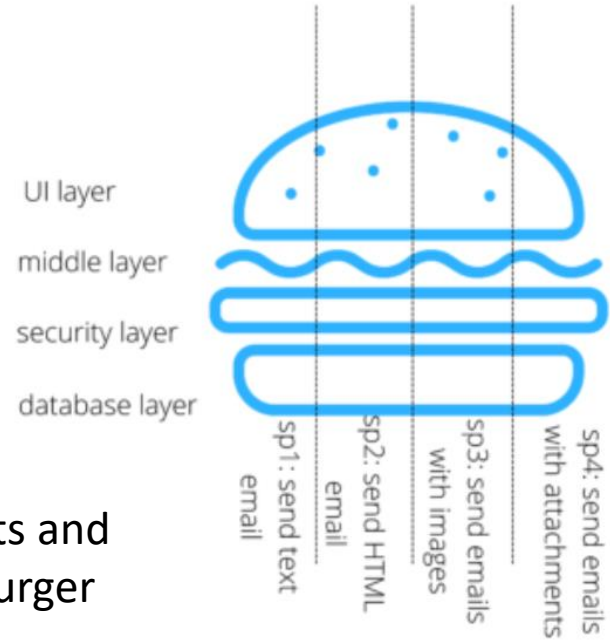 UI layer
middle layer
security layer
database layer
sp1: send text
email
sp2: send HTML
email
sp3: send emails
with images
sp4: send emails
with attachments
ts and
urger